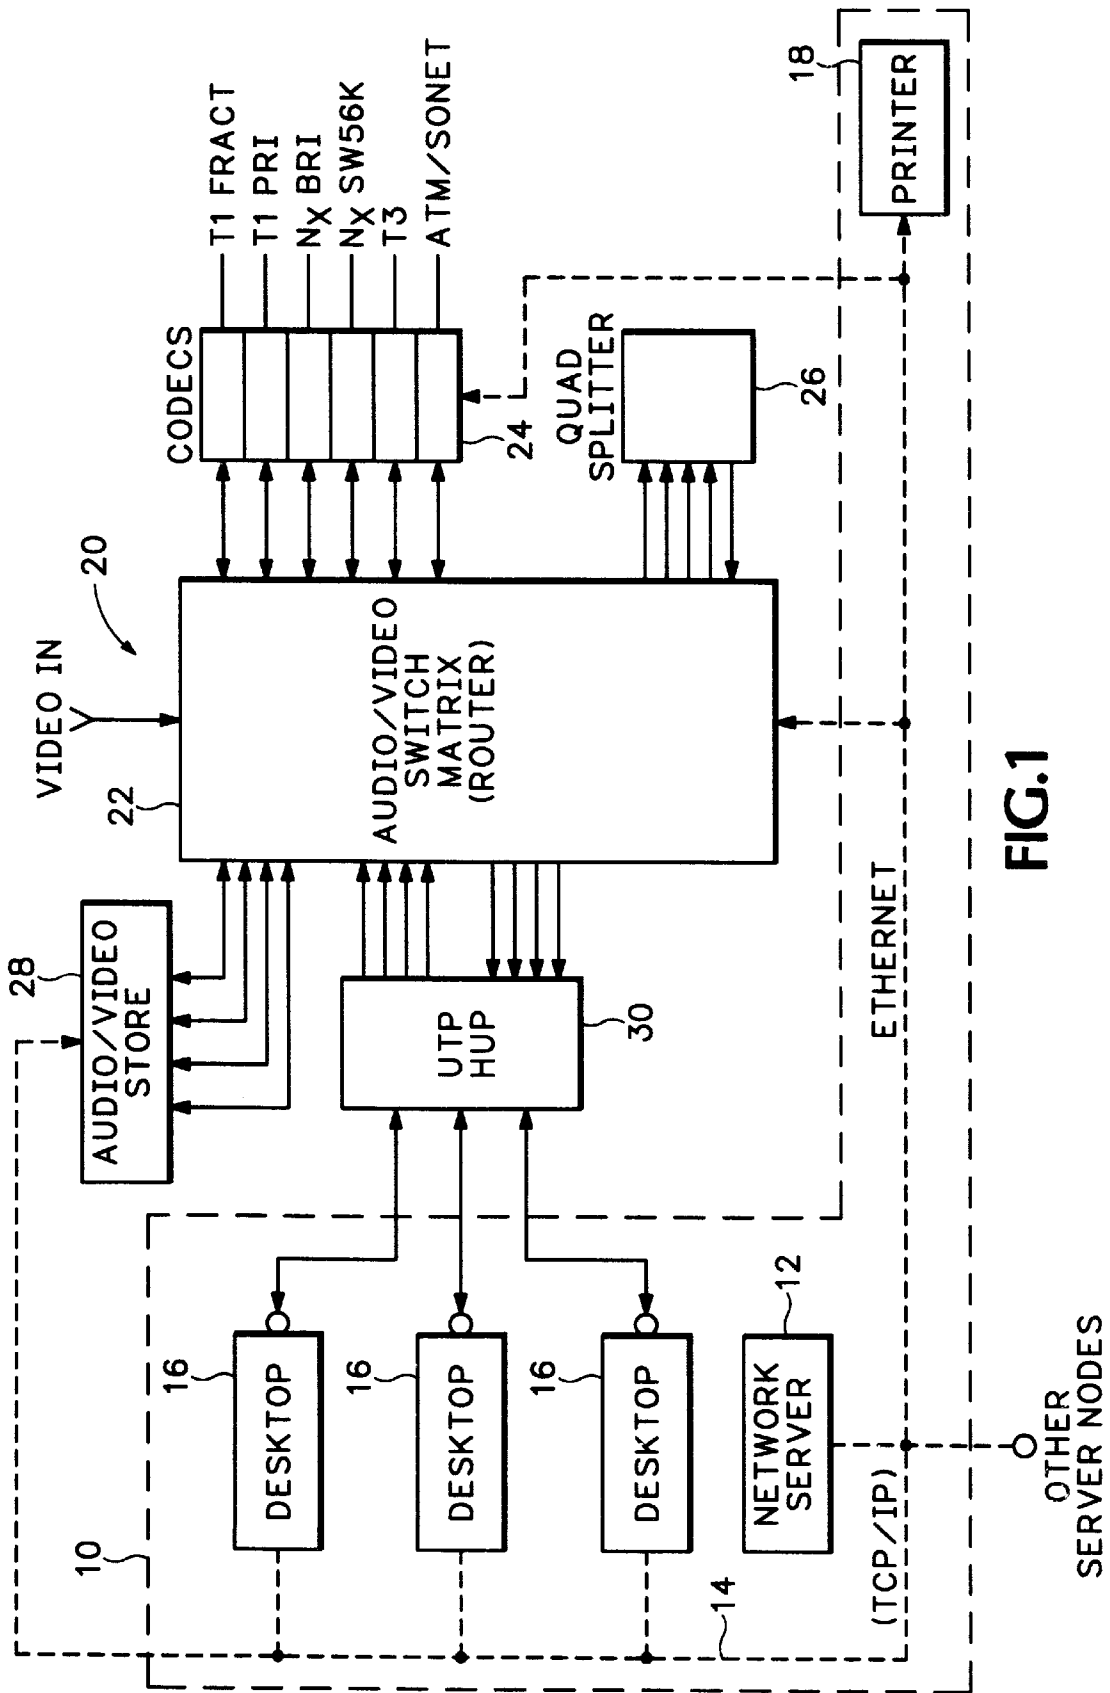 VIDEO IN
20
22
28
AUDIO/VIDEO
STORE
AUDIO/VIDEO
SWITCH
MATRIX
(ROUTER)
CODECS
24
T1 FRACT
T1 PRI
NX BRI
NX SW56K
T3
ATM/SONET
QUAD
SPLITTER
26
UTP
HUP
30
10
16
DESKTOP
16
DESKTOP
16
DESKTOP
12
NETWORK
SERVER
14
(TCP/IP)
ETHERNET
18
PRINTER
OTHER
SERVER NODES
FIG.1